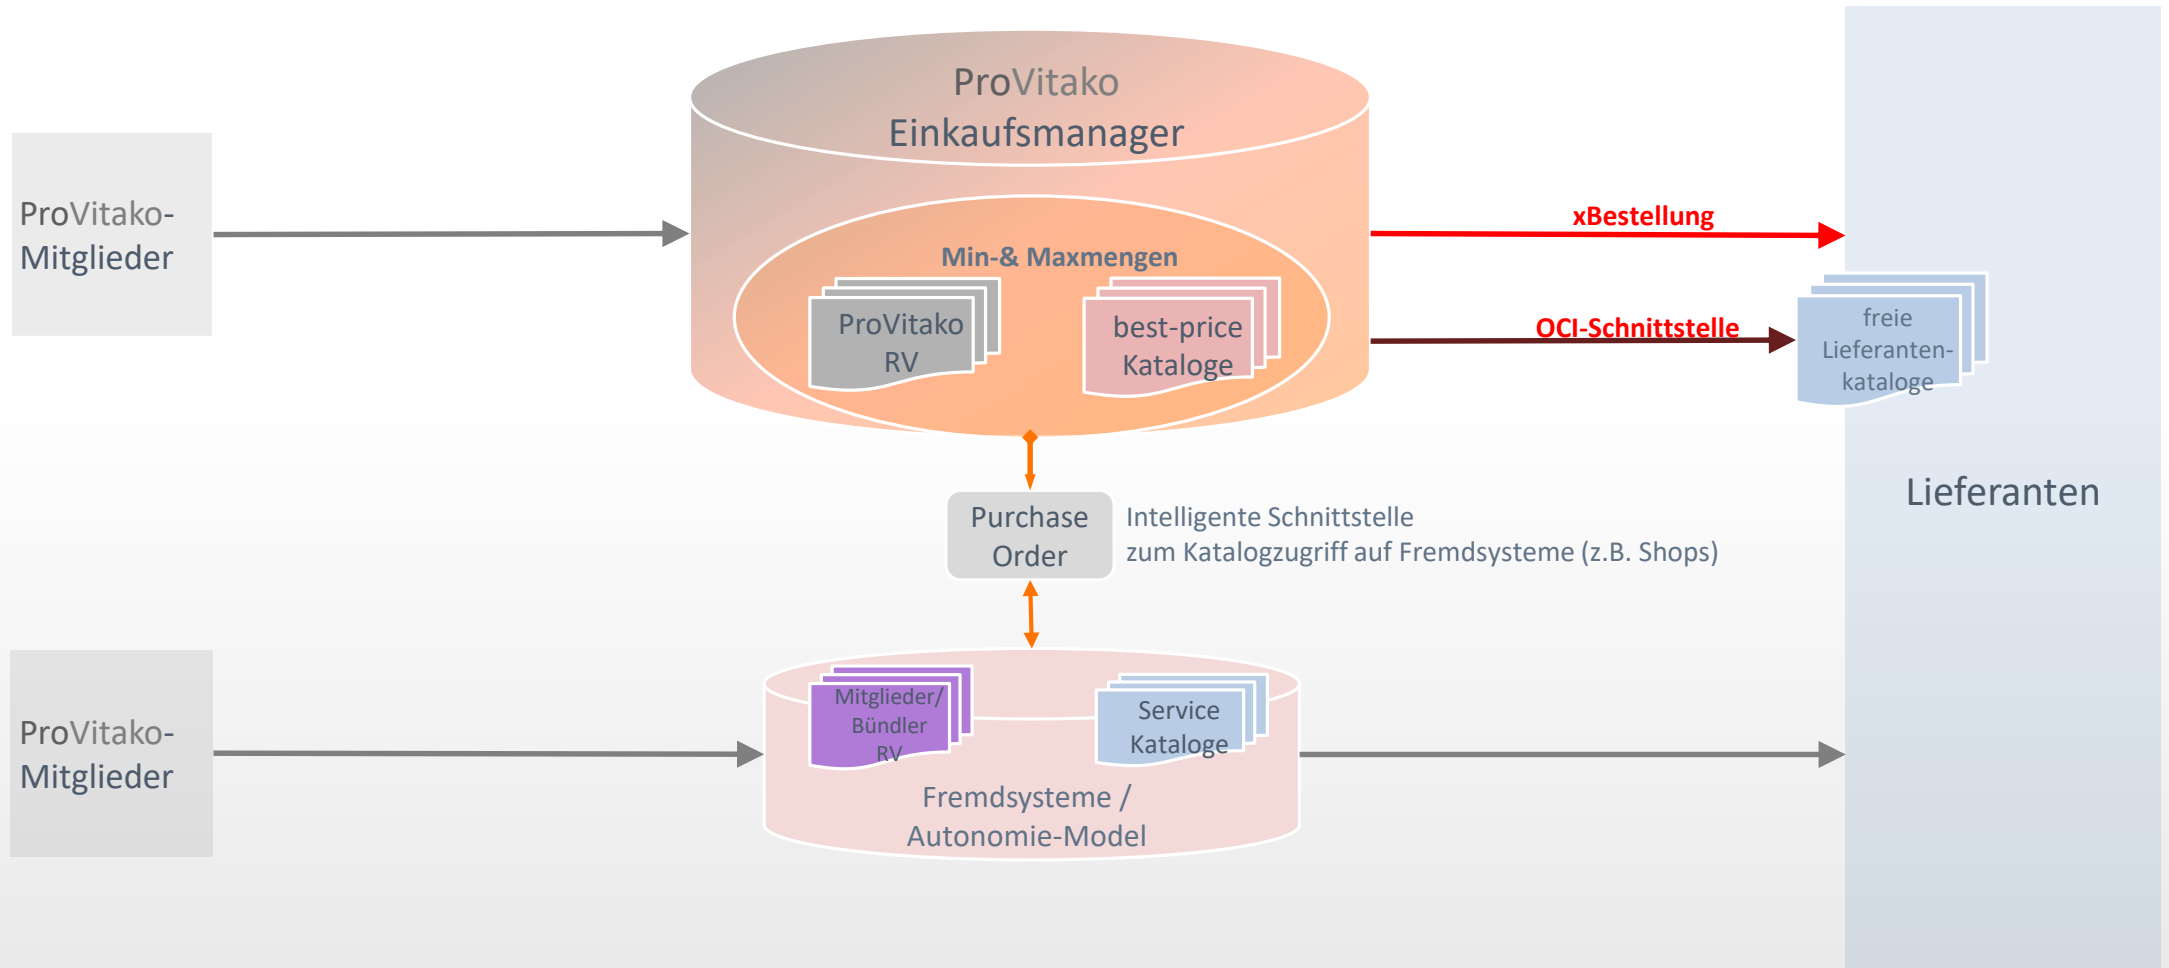 ProVitako
Einkaufsmanager
ProVitako-
Mitglieder
Min-& Maxmengen
ProVitako
RV
best-price
Kataloge
xBestellung
OCI-Schnittstelle
freie
Lieferanten-
kataloge
Lieferanten
Purchase
Order
Intelligente Schnittstelle
zum Katalogzugriff auf Fremdsysteme (z.B. Shops)
ProVitako-
Mitglieder
Mitglieder/
Bündler
RV
Service
Kataloge
Fremdsysteme /
Autonomie-Model